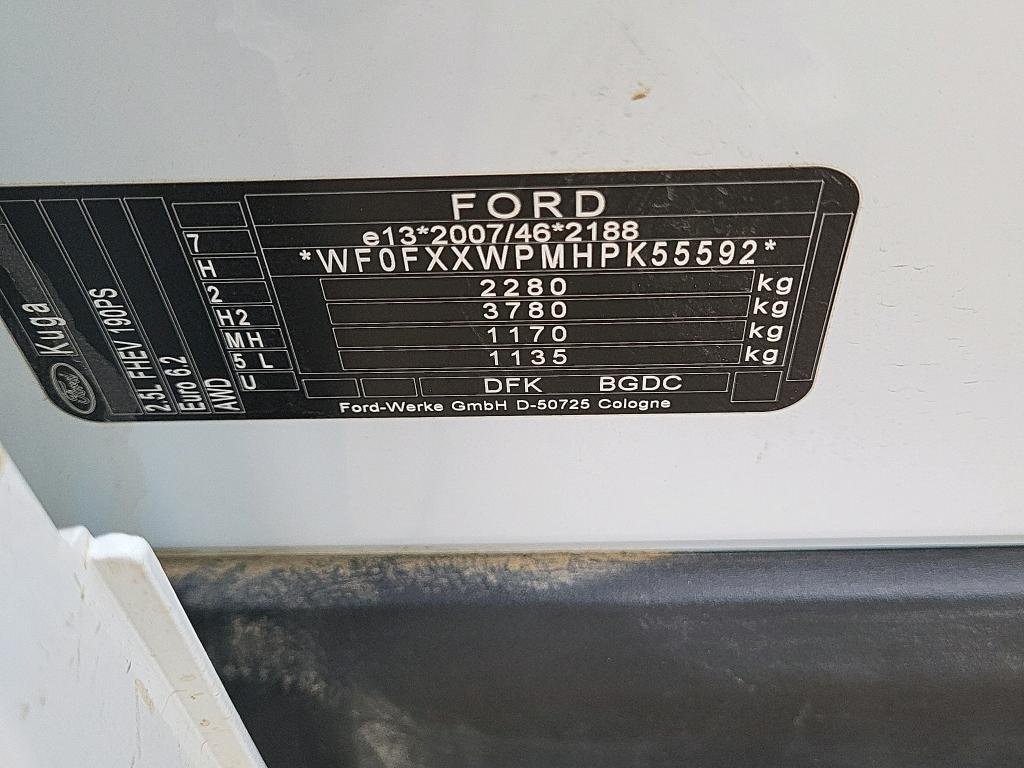 FORD
e13*2007/46*2188
*WF0FXXWPMHPK55592*
2280 kg
3780 kg
1170 kg
1135 kg
DFK BGDC
Ford-Werke GmbH D-50725 Cologne
7
H
2
H2
MH
5 L
U
AWD
Euro 6.2
2.5L FHEV 190PS
Kuga
Ford